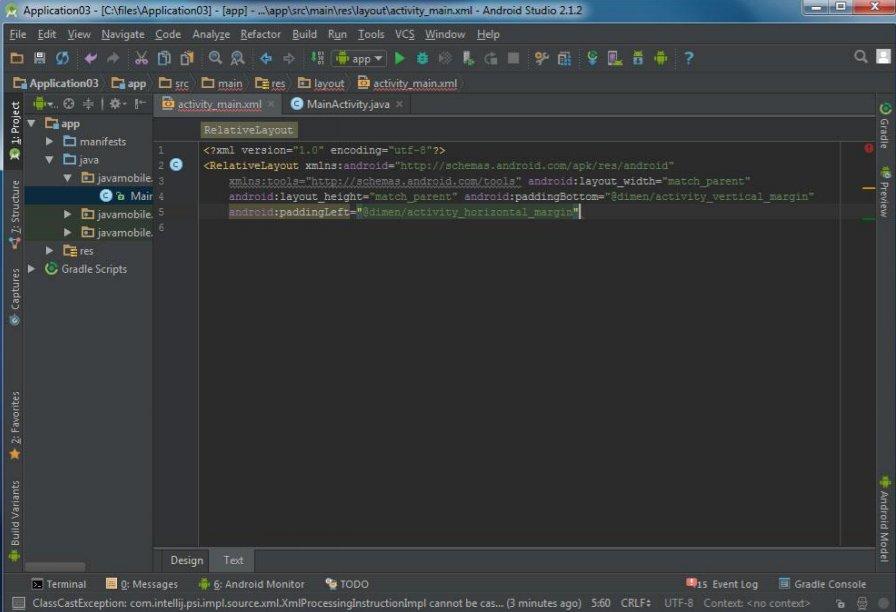 Application03 - [C:\files\Application03] - [app] - ...\app\src\main\res\layout\activity_main.xml - Android Studio 2.1.2
File Edit View Navigate Code Analyze Refactor Build Run Tools VCS Window Help
app
Application03 app src main res layout activity_main.xml
1: Project
7: Structure
Captures
2: Favorites
Build Variants
app
manifests
java
javamobile.
Mair
javamobile.
javamobile.
res
Gradle Scripts
activity_main.xml MainActivity.java
RelativeLayout
1 <?xml version="1.0" encoding="utf-8"?>
2 <RelativeLayout xmlns:android="http://schemas.android.com/apk/res/android"
3 xmlns:tools="http://schemas.android.com/tools" android:layout_width="match_parent"
4 android:layout_height="match_parent" android:paddingBottom="@dimen/activity_vertical_margin"
5 android:paddingLeft="@dimen/activity_horizontal_margin"
6
Design Text
Gradle
Preview
Android Model
Terminal 0: Messages 6: Android Monitor TODO 15 Event Log Gradle Console
ClassCastException: com.intellij.psi.impl.source.xml.XmlProcessingInstructionImpl cannot be cas... (3 minutes ago) 5:60 CRLF UTF-8 Context: <no context>